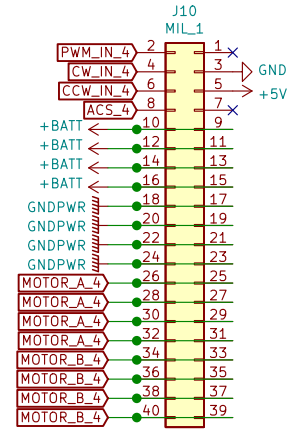 J10
MIL_1
PWM_IN_4 2 1
CW_IN_4 4 3 GND
CCW_IN_4 6 5 +5V
ACS_4 8 7
+BATT 10 9
+BATT 12 11
+BATT 14 13
+BATT 16 15
GNDPWR 18 17
GNDPWR 20 19
GNDPWR 22 21
GNDPWR 24 23
MOTOR_A_4 26 25
MOTOR_A_4 28 27
MOTOR_A_4 30 29
MOTOR_A_4 32 31
MOTOR_B_4 34 33
MOTOR_B_4 36 35
MOTOR_B_4 38 37
MOTOR_B_4 40 39